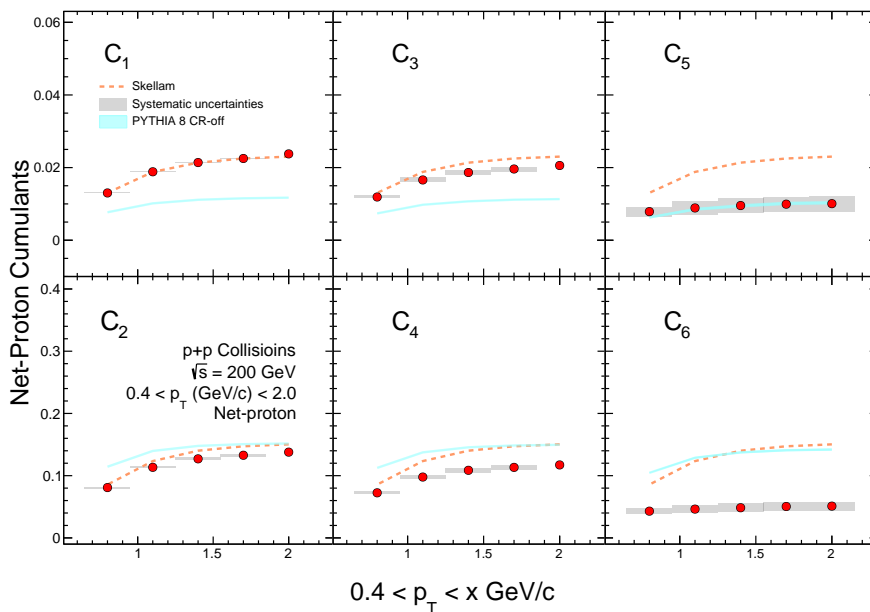 Net-Proton Cumulants
0.06
0.04
0.02
0
C1
Skellam
Systematic uncertainties
PYTHIA 8 CR-off
C3
C5
0.4
0.3
0.2
0.1
0
C2
p+p Collisioins
√s = 200 GeV
0.4 < pT (GeV/c) < 2.0
Net-proton
C4
C6
1 1.5 2
1 1.5 2
1 1.5 2
0.4 < pT < x GeV/c